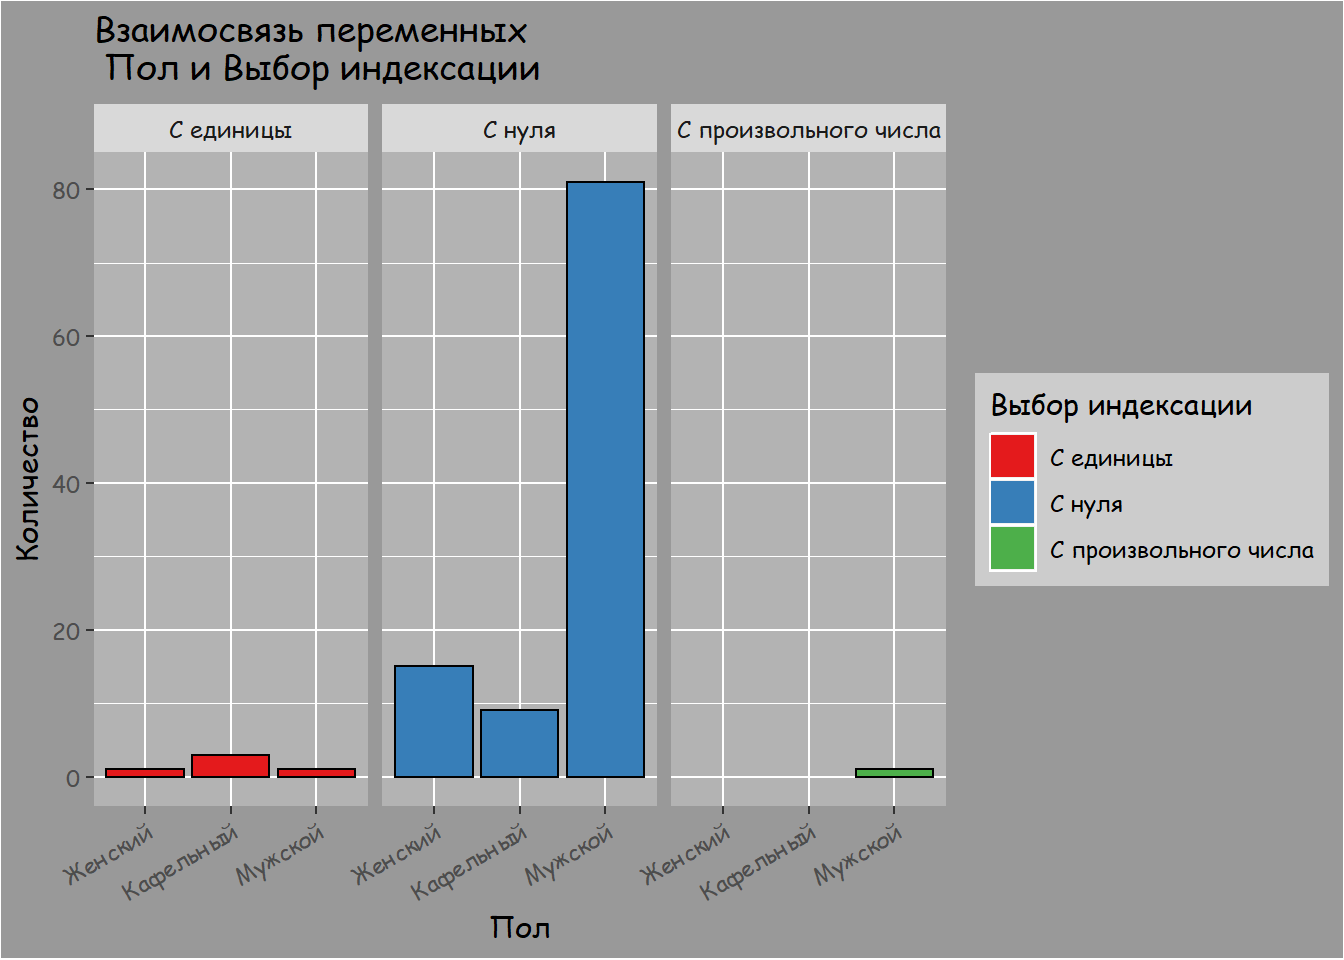 Взаимосвязь переменных
Пол и Выбор индексации
С единицы
С нуля
С произвольного числа
Количество
80
60
40
20
0
Женский
Кафельный
Мужской
Женский
Кафельный
Мужской
Женский
Кафельный
Мужской
Пол
Выбор индексации
С единицы
С нуля
С произвольного числа